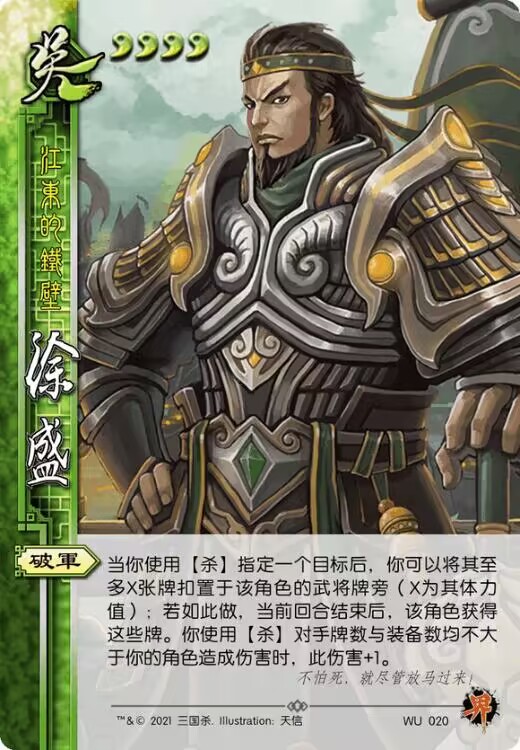 吴
江東的鐵壁
徐盛
破軍
当你使用【杀】指定一个目标后，你可以将其至
多X张牌扣置于该角色的武将牌旁（X为其体力
值）；若如此做，当前回合结束后，该角色获得
这些牌。你使用【杀】对手牌数与装备数均不大
于你的角色造成伤害时，此伤害+1。
不怕死，就尽管放马过来！
™&© 2021 三国杀. Illustration: 天信
WU 020
界